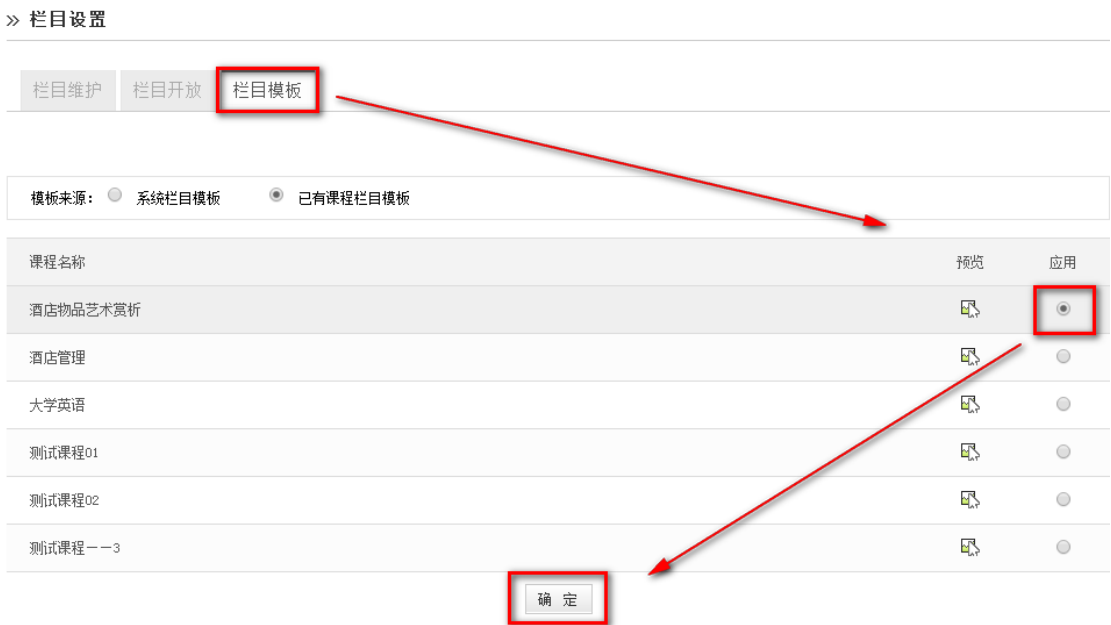 » 栏目设置
栏目维护 栏目开放 栏目模板
模板来源： 系统栏目模板 已有课程栏目模板
课程名称 预览 应用
酒店物品艺术赏析
酒店管理
大学英语
测试课程01
测试课程02
测试课程——3
确 定